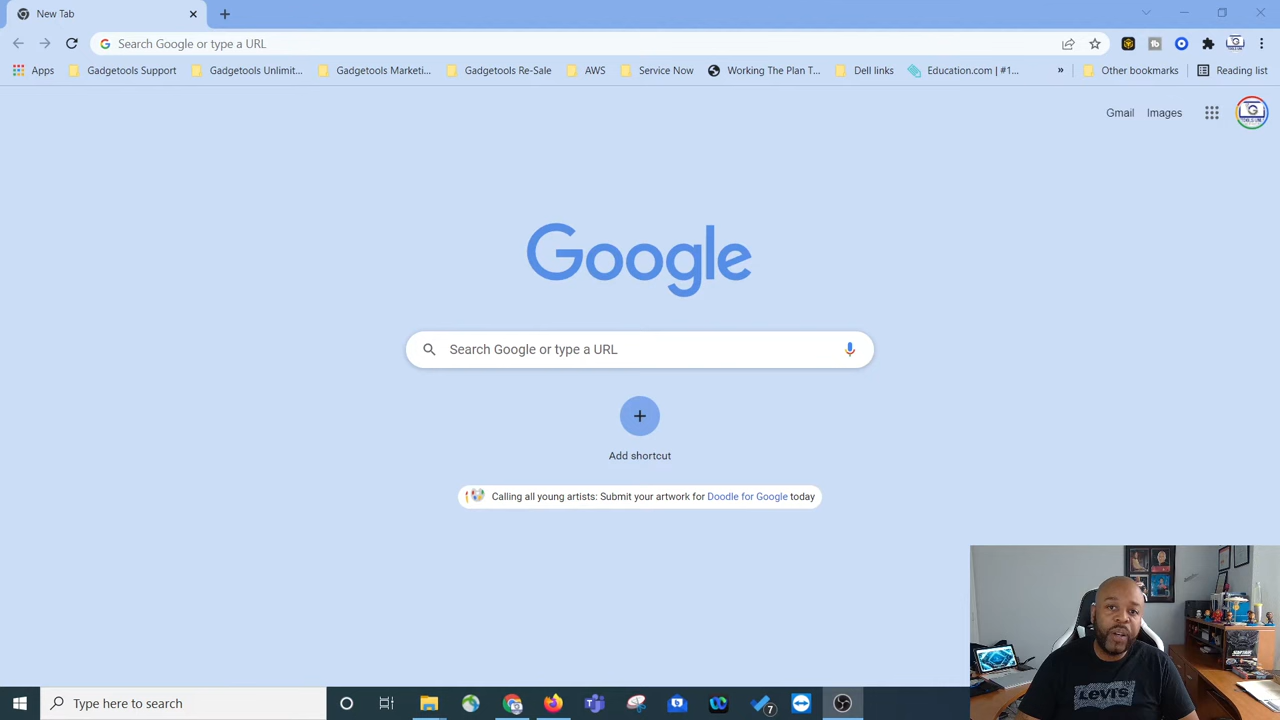 New Tab
Search Google or type a URL
Apps
Gadgetools Support
Gadgetools Unlimit...
Gadgetools Marketi...
Gadgetools Re-Sale
AWS
Service Now
Working The Plan T...
Dell links
Education.com | #1...
»
Other bookmarks
Reading list
Gmail
Images
Google
Search Google or type a URL
Add shortcut
Calling all young artists: Submit your artwork for Doodle for Google today
LEVI'S
Type here to search
7